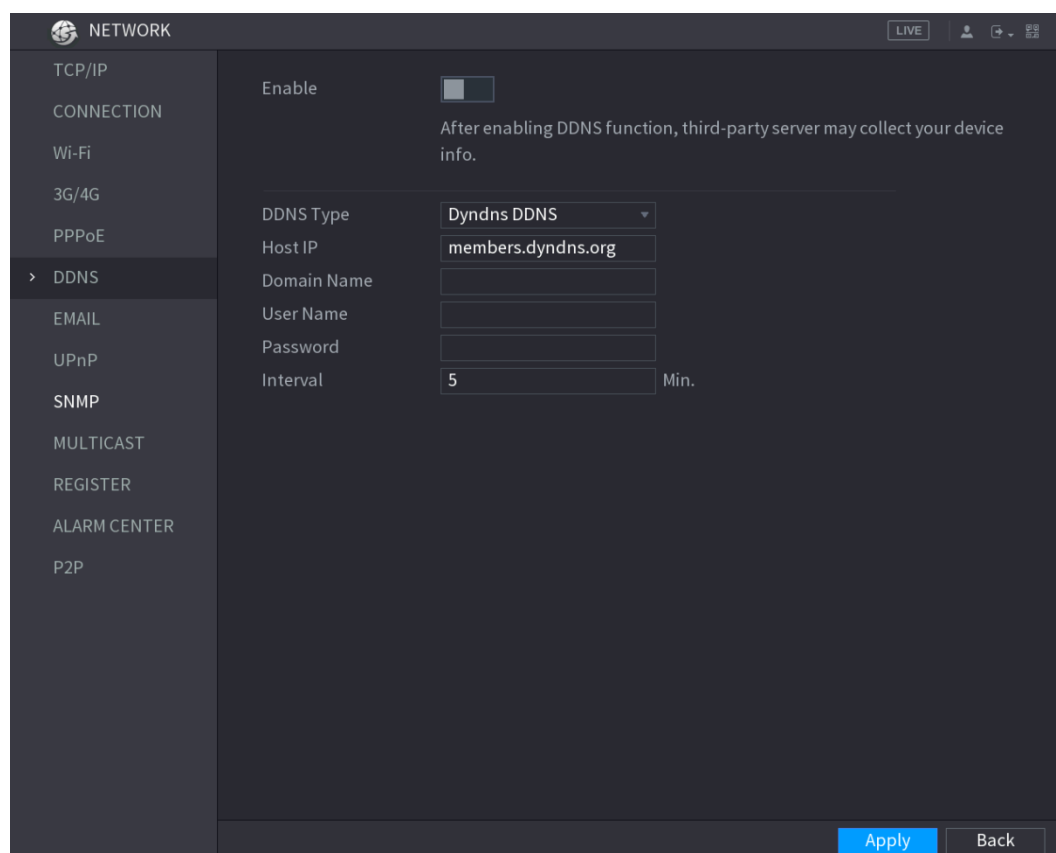 NETWORK
LIVE
TCP/IP
CONNECTION
Wi-Fi
3G/4G
PPPoE
DDNS
EMAIL
UPnP
SNMP
MULTICAST
REGISTER
ALARM CENTER
P2P
Enable
After enabling DDNS function, third-party server may collect your device
info.
DDNS Type Dyndns DDNS
Host IP members.dyndns.org
Domain Name
User Name
Password
Interval 5 Min.
Apply Back